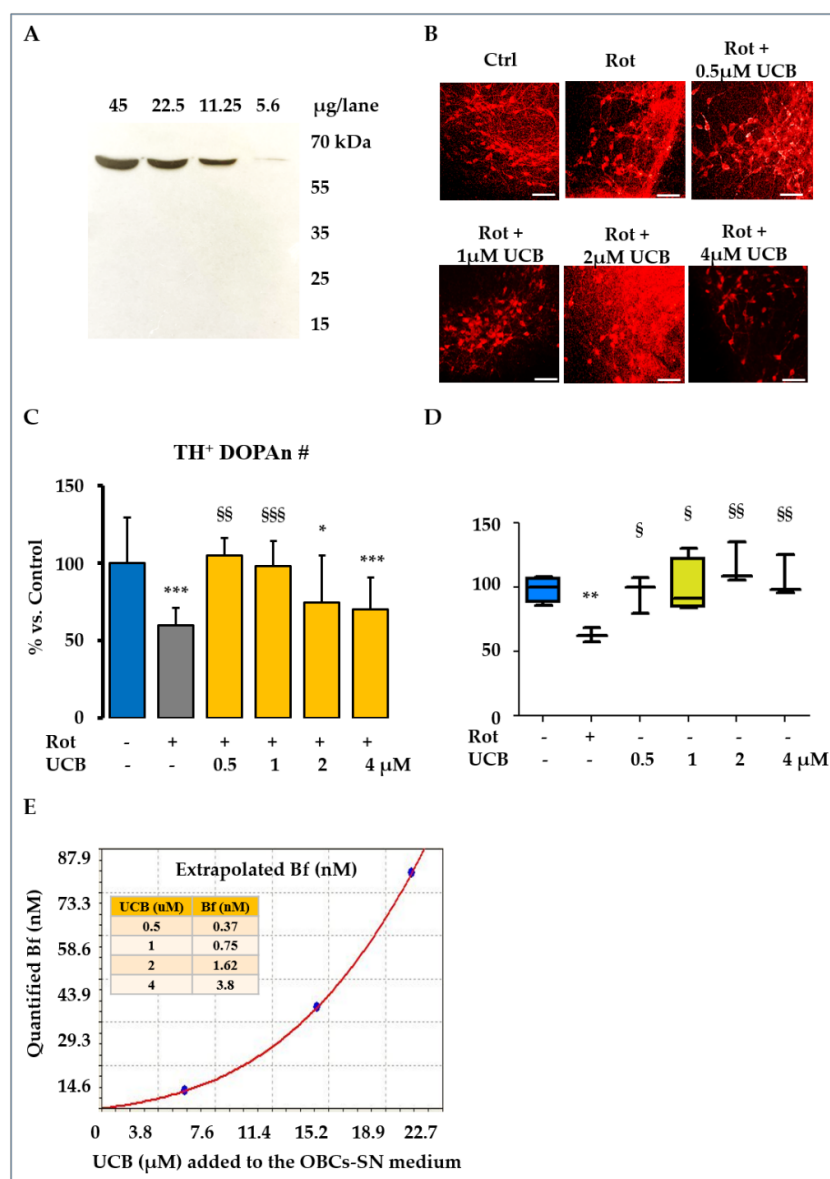 A
45 22.5 11.25 5.6 μg/lane
70 kDa
55
35
25
15
B
Ctrl
Rot
Rot +
0.5μM UCB
Rot +
1μM UCB
Rot +
2μM UCB
Rot +
4μM UCB
C
TH⁺ DOPAn #
% vs. Control
150
100
50
0
***
§§
§§§
*
***
Rot - + + + + +
UCB - - 0.5 1 2 4 μM
D
150
100
50
0
**
§
§
§§
§§
Rot - + - - - -
UCB - - 0.5 1 2 4 μM
E
Quantified Bf (nM)
87.9
73.3
58.6
43.9
29.3
14.6
Extrapolated Bf (nM)
UCB (uM) Bf (nM)
0.5 0.37
1 0.75
2 1.62
4 3.8
0 3.8 7.6 11.4 15.2 22.7
UCB (μM) added to the OBCs-SN medium